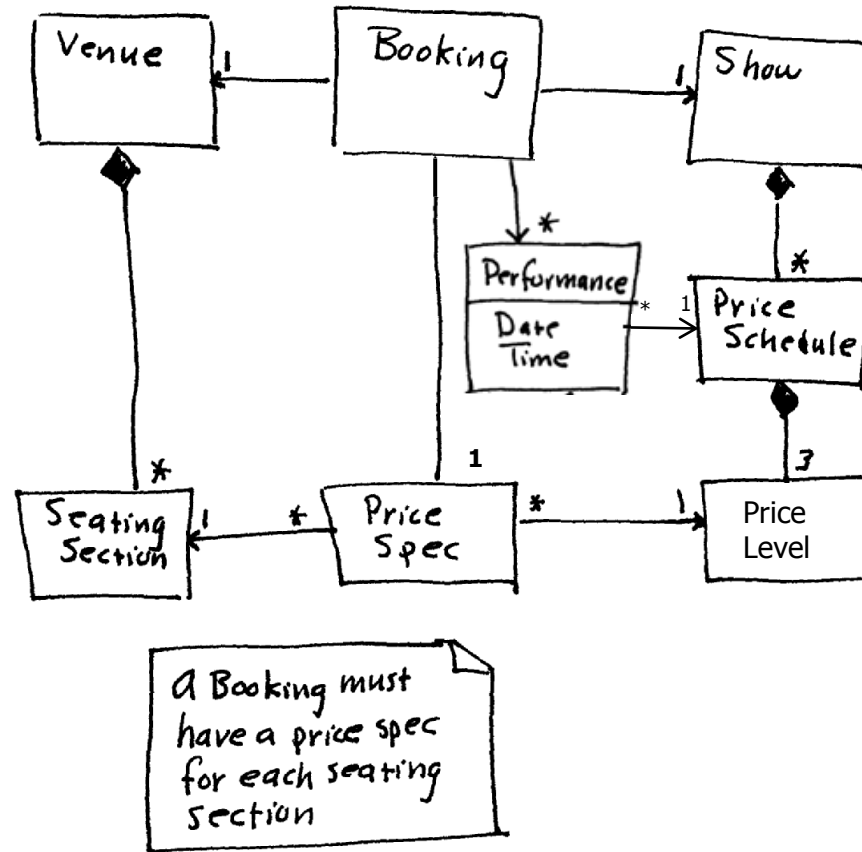 Venue
1
Booking
1
Show
*
*
1
Performance
Date
Time
Price
Schedule
*
1
3
Seating
Section
1
*
Price
Spec
*
1
Price
Level
a Booking must
have a price spec
for each seating
section